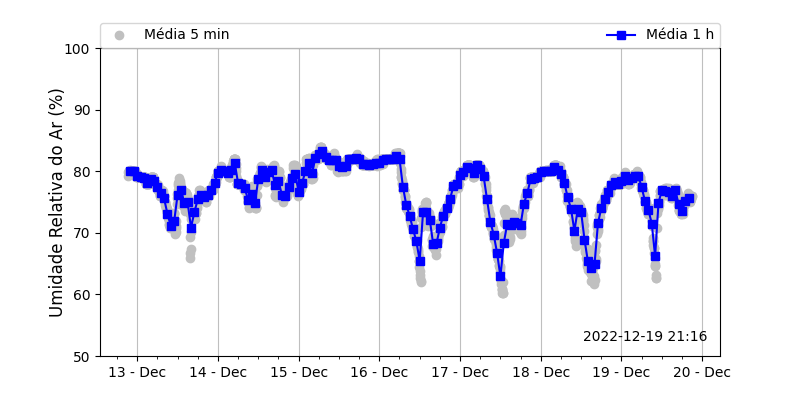 Média 5 min Média 1 h
Umidade Relativa do Ar (%)
100
90
80
70
60
50
2022-12-19 21:16
13 - Dec 14 - Dec 15 - Dec 16 - Dec 17 - Dec 18 - Dec 19 - Dec 20 - Dec